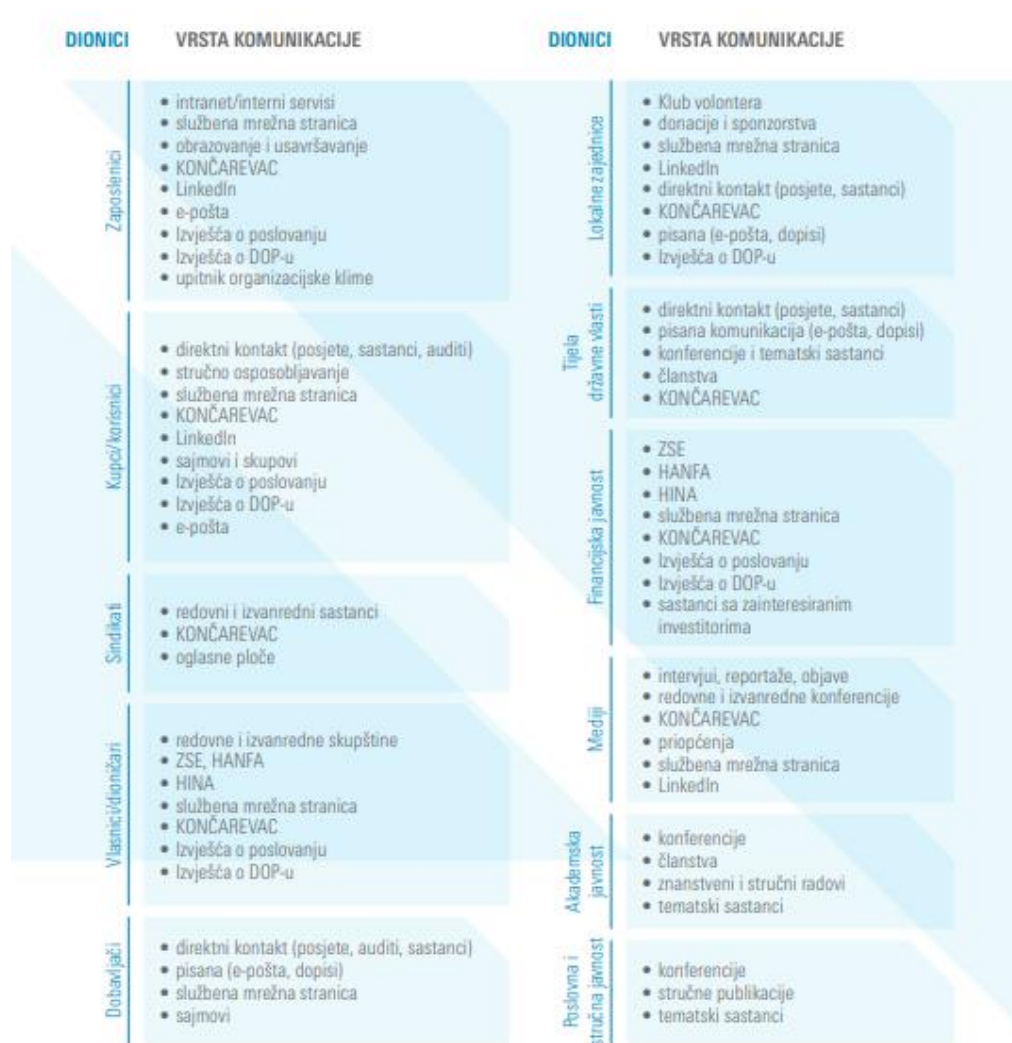 DIONICI VRSTA KOMUNIKACIJE
Zaposlenici
• intranet/interni servisi
• službena mrežna stranica
• obrazovanje i usavršavanje
• KONČAREVAC
• LinkedIn
• e-pošta
• Izvješća o poslovanju
• Izvješća o DOP-u
• upitnik organizacijske klime
Kupci/korisnici
• direktni kontakt (posjete, sastanci, auditi)
• stručno osposobljavanje
• službena mrežna stranica
• KONČAREVAC
• LinkedIn
• sajmovi i skupovi
• Izvješća o poslovanju
• Izvješća o DOP-u
• e-pošta
Sindikati
• redovni i izvanredni sastanci
• KONČAREVAC
• oglasne ploče
Vlasnici/dioničari
• redovne i izvanredne skupštine
• ZSE, HANFA
• HINA
• službena mrežna stranica
• KONČAREVAC
• Izvješća o poslovanju
• Izvješća o DOP-u
Dobavljači
• direktni kontakt (posjete, auditi, sastanci)
• pisana (e-pošta, dopisi)
• službena mrežna stranica
• sajmovi
DIONICI VRSTA KOMUNIKACIJE
Lokalne zajednice
• Klub volontera
• donacije i sponzorstva
• službena mrežna stranica
• LinkedIn
• direktni kontakt (posjete, sastanci)
• KONČAREVAC
• pisana (e-pošta, dopisi)
• Izvješća o DOP-u
Tijela
državne vlasti
• direktni kontakt (posjete, sastanci)
• pisana komunikacija (e-pošta, dopisi)
• konferencije i tematski sastanci
• članstva
• KONČAREVAC
Financijska javnost
• ZSE
• HANFA
• HINA
• službena mrežna stranica
• KONČAREVAC
• Izvješća o poslovanju
• Izvješća o DOP-u
• sastanci sa zainteresiranim
investitorima
Mediji
• intervjui, reportaže, objave
• redovne i izvanredne konferencije
• KONČAREVAC
• priopćenja
• službena mrežna stranica
• LinkedIn
Akademska
javnost
• konferencije
• članstva
• znanstveni i stručni radovi
• tematski sastanci
Poslovna i
stručna javnost
• konferencije
• stručne publikacije
• tematski sastanci